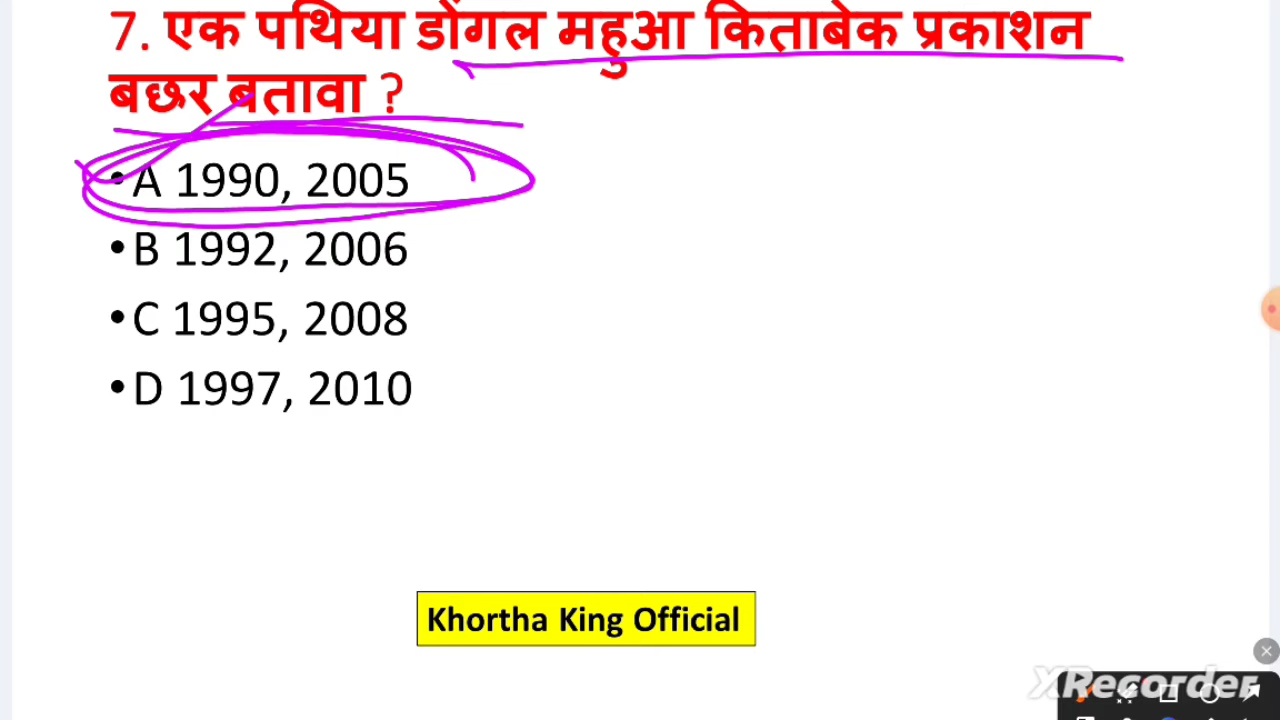 7. एक पथिया डोंगल महुआ किताबेक प्रकाशन
बछर बतावा ?
• A 1990, 2005
• B 1992, 2006
• C 1995, 2008
• D 1997, 2010
Khortha King Official
XRecorder